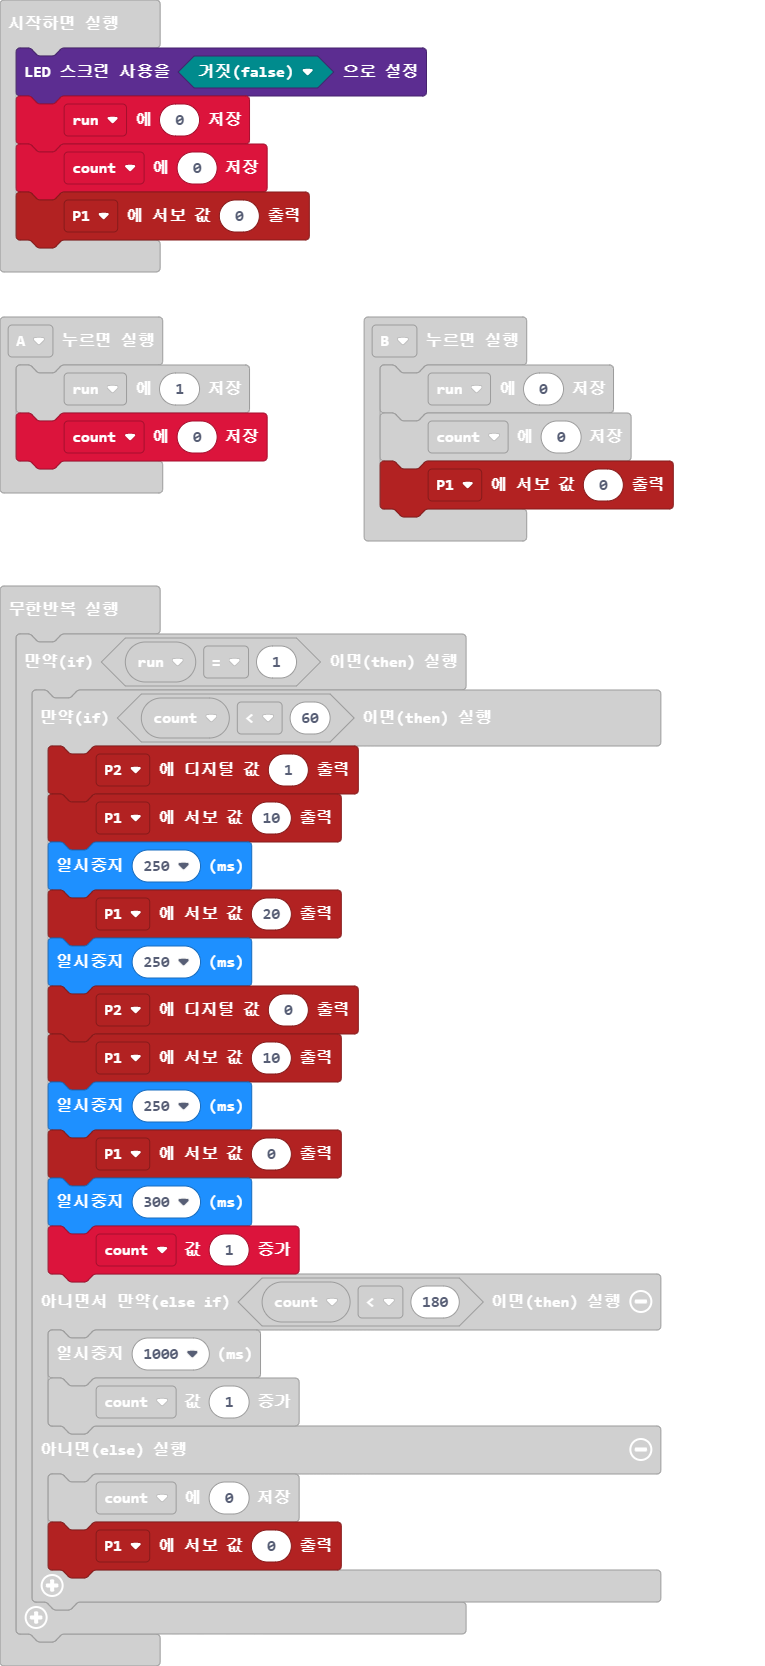 시작하면 실행
LED 스크린 사용을 거짓(false) 으로 설정
run 에 0 저장
count 에 0 저장
P1 에 서보 값 0 출력
A 누르면 실행
run 에 1 저장
count 에 0 저장
B 누르면 실행
run 에 0 저장
count 에 0 저장
P1 에 서보 값 0 출력
무한반복 실행
만약(if) run = 1 이면(then) 실행
만약(if) count < 60 이면(then) 실행
P2 에 디지털 값 1 출력
P1 에 서보 값 10 출력
일시중지 250 (ms)
P1 에 서보 값 20 출력
일시중지 250 (ms)
P2 에 디지털 값 0 출력
P1 에 서보 값 10 출력
일시중지 250 (ms)
P1 에 서보 값 0 출력
일시중지 300 (ms)
count 값 1 증가
아니면서 만약(else if) count < 180 이면(then) 실행
일시중지 1000 (ms)
count 값 1 증가
아니면(else) 실행
count 에 0 저장
P1 에 서보 값 0 출력